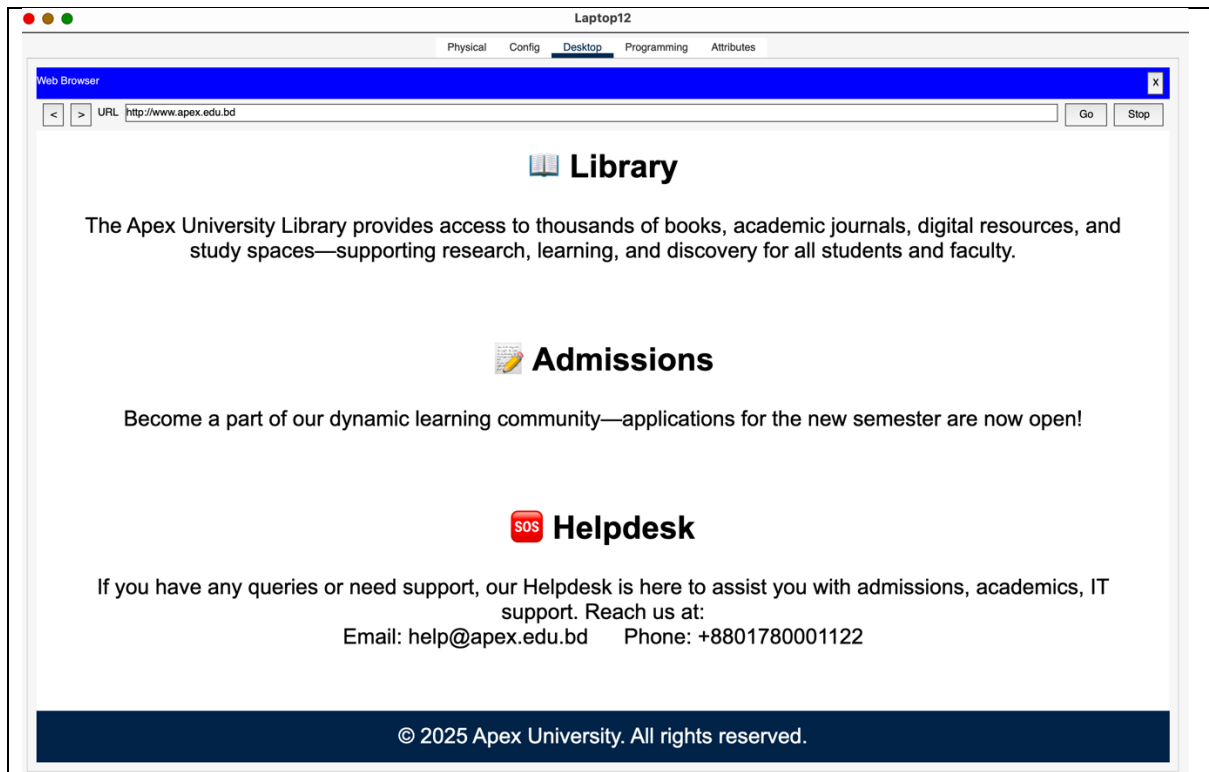 Laptop12
Physical Config Desktop Programming Attributes
Web Browser X
< > URL http://www.apex.edu.bd Go Stop
📖 Library
The Apex University Library provides access to thousands of books, academic journals, digital resources, and
study spaces—supporting research, learning, and discovery for all students and faculty.
📝 Admissions
Become a part of our dynamic learning community—applications for the new semester are now open!
🆘 Helpdesk
If you have any queries or need support, our Helpdesk is here to assist you with admissions, academics, IT
support. Reach us at:
Email: help@apex.edu.bd Phone: +8801780001122
© 2025 Apex University. All rights reserved.